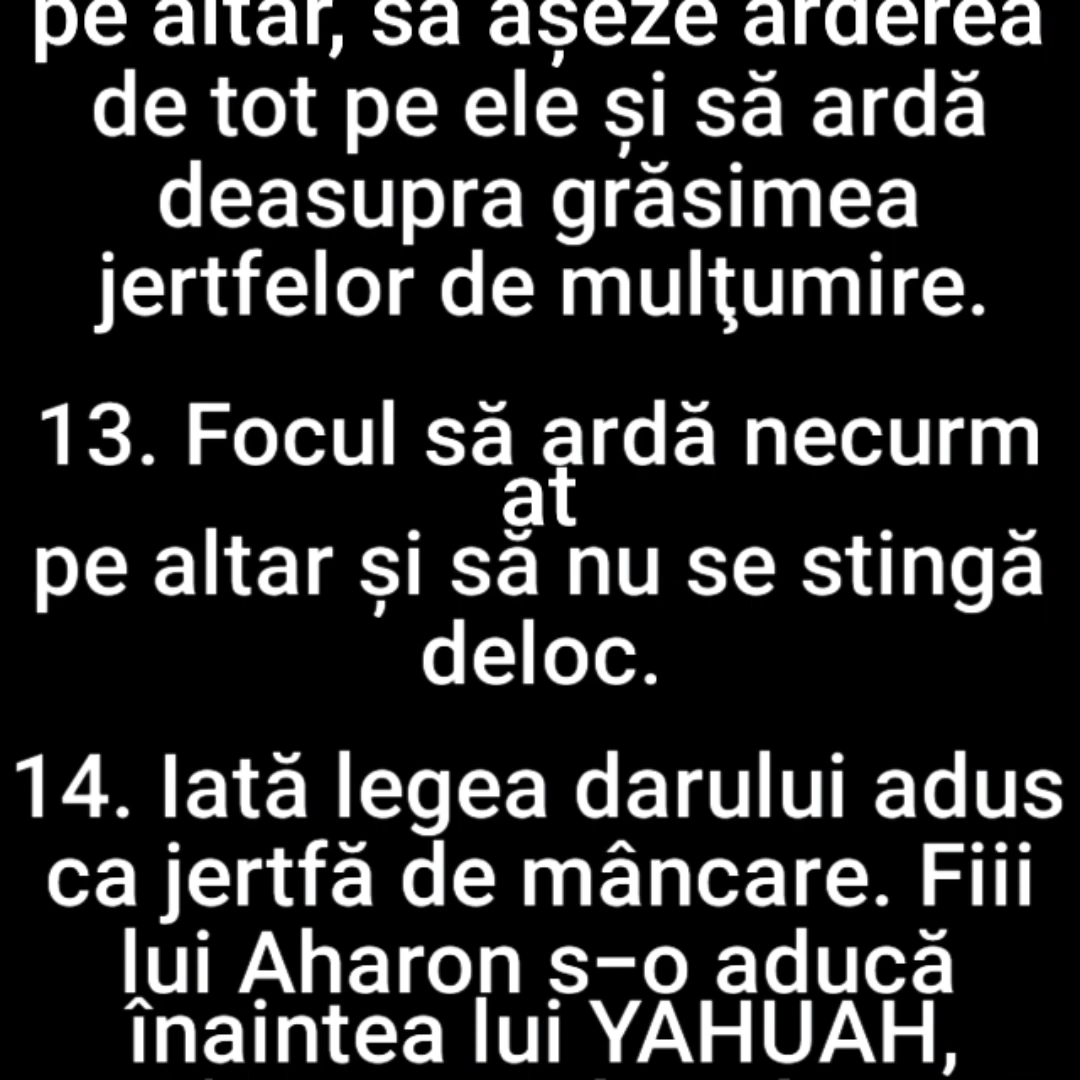 pe altar, să așeze arderea
de tot pe ele și să ardă
deasupra grăsimea
jertfelor de mulţumire.
13. Focul să ardă necurm
at
pe altar și să nu se stingă
deloc.
14. Iată legea darului adus
ca jertfă de mâncare. Fiii
lui Aharon s-o aducă
înaintea lui YAHUAH,